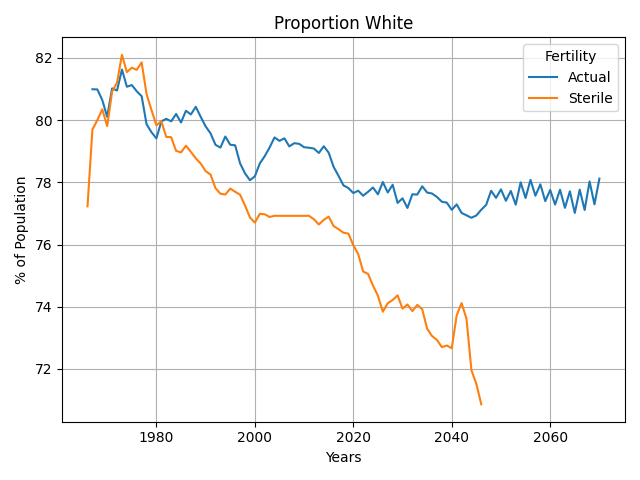 Proportion White
Fertility
Actual
Sterile
% of Population
82
80
78
76
74
72
1980
2000
2020
2040
2060
Years